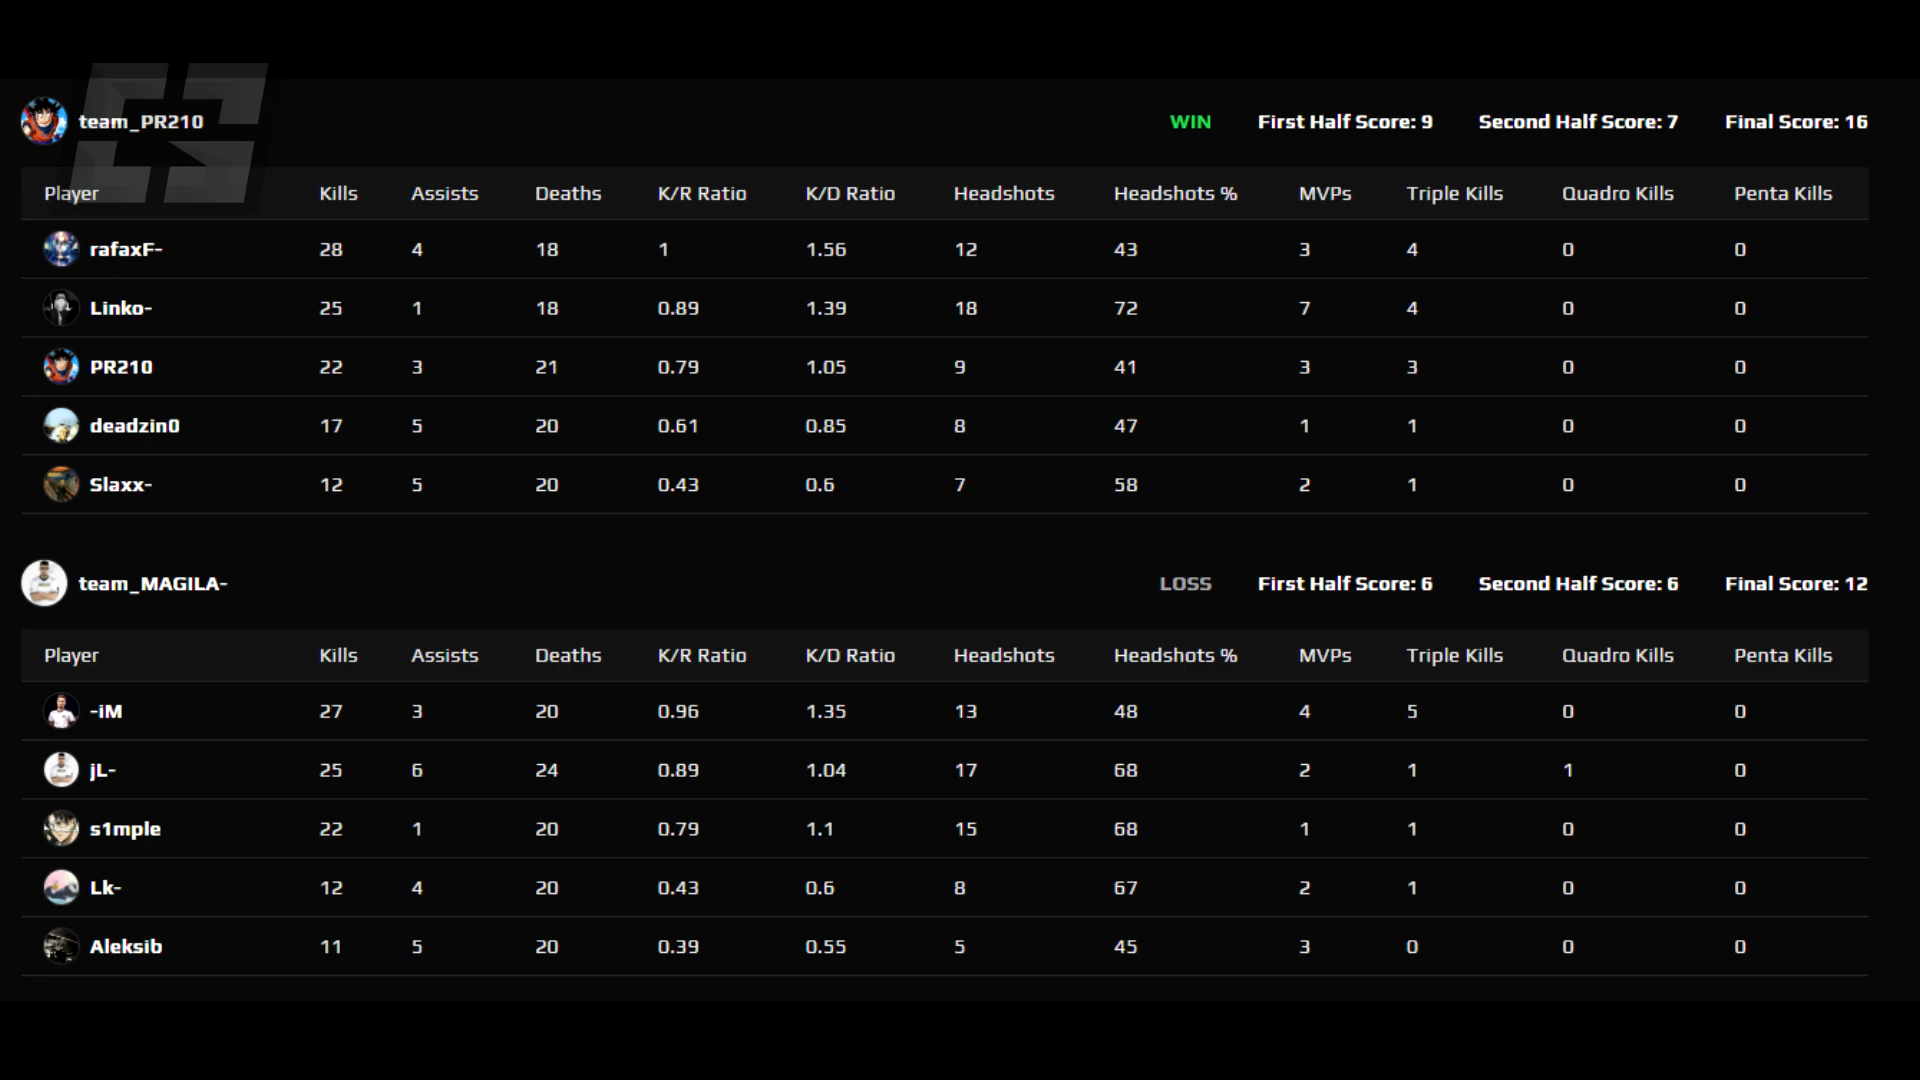 team_PR210 WIN First Half Score: 9 Second Half Score: 7 Final Score: 16
Player Kills Assists Deaths K/R Ratio K/D Ratio Headshots Headshots % MVPs Triple Kills Quadro Kills Penta Kills
rafaxF- 28 4 18 1 1.56 12 43 3 4 0 0
Linko- 25 1 18 0.89 1.39 18 72 7 4 0 0
PR210 22 3 21 0.79 1.05 9 41 3 3 0 0
deadzin0 17 5 20 0.61 0.85 8 47 1 1 0 0
Slaxx- 12 5 20 0.43 0.6 7 58 2 1 0 0
team_MAGILA- LOSS First Half Score: 6 Second Half Score: 6 Final Score: 12
Player Kills Assists Deaths K/R Ratio K/D Ratio Headshots Headshots % MVPs Triple Kills Quadro Kills Penta Kills
-iM 27 3 20 0.96 1.35 13 48 4 5 0 0
jL- 25 6 24 0.89 1.04 17 68 2 1 1 0
s1mple 22 1 20 0.79 1.1 15 68 1 1 0 0
Lk- 12 4 20 0.43 0.6 8 67 2 1 0 0
Aleksib 11 5 20 0.39 0.55 5 45 3 0 0 0